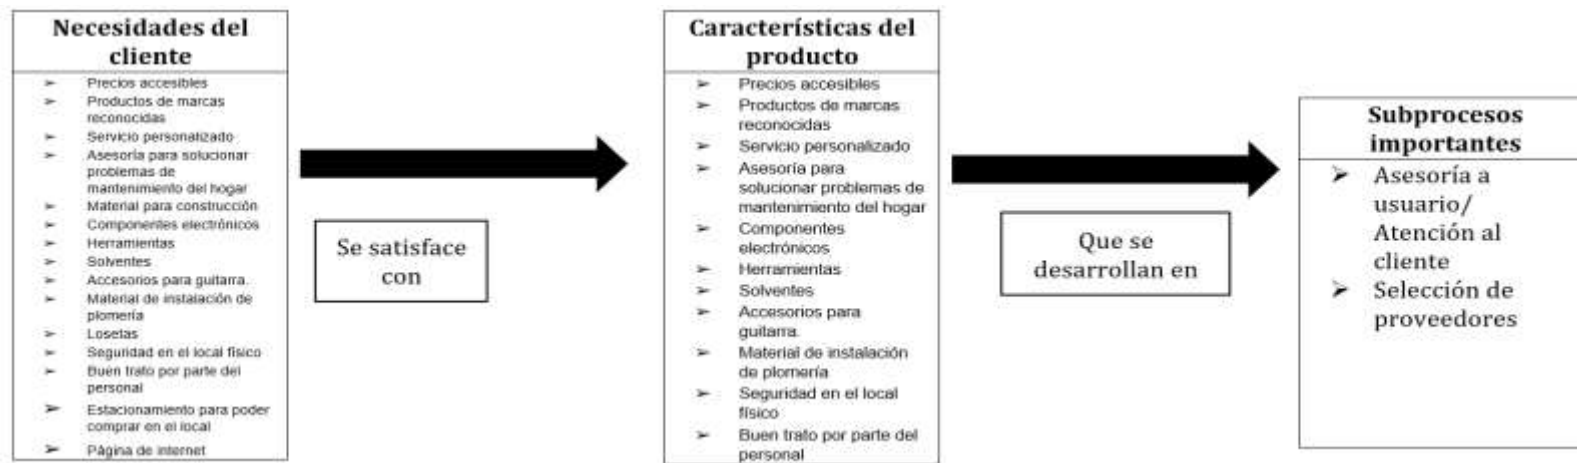 Necesidades del
cliente
➢ Precios accesibles
➢ Productos de marcas
reconocidas
➢ Servicio personalizado
➢ Asesoría para solucionar
problemas de
mantenimiento del hogar
➢ Material para construcción
➢ Componentes electrónicos
➢ Herramientas
➢ Solventes
➢ Accesorios para guitarra.
➢ Material de instalación de
plomería
➢ Losetas
➢ Seguridad en el local físico
➢ Buen trato por parte del
personal
➢ Estacionamiento para poder
comprar en el local
➢ Página de internet
Se satisface
con
Características del
producto
➢ Precios accesibles
➢ Productos de marcas
reconocidas
➢ Servicio personalizado
➢ Asesoría para
solucionar problemas de
mantenimiento del hogar
➢ Componentes
electrónicos
➢ Herramientas
➢ Solventes
➢ Accesorios para
guitarra.
➢ Material de instalación
de plomería
➢ Seguridad en el local
físico
➢ Buen trato por parte del
personal
Que se
desarrollan en
Subprocesos
importantes
➢ Asesoría a
usuario/
Atención al
cliente
➢ Selección de
proveedores